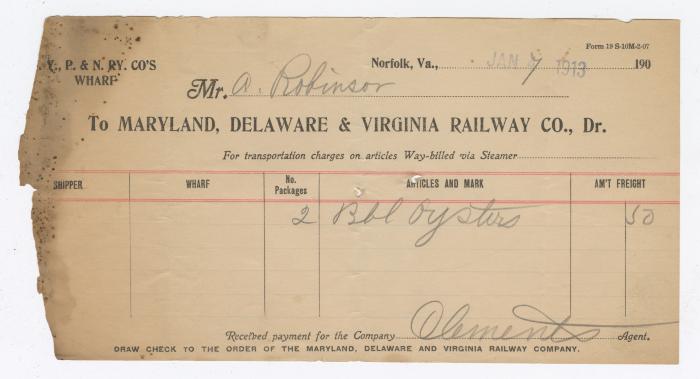 Form 19 S-10M-2-07
Y., P. & N. RY. CO'S
WHARF
Norfolk, Va., JAN 7 1913 190
Mr. A. Robinson
To MARYLAND, DELAWARE & VIRGINIA RAILWAY CO., Dr.
For transportation charges on articles Way-billed via Steamer
SHIPPER WHARF No. Packages ARTICLES AND MARK AM'T FREIGHT
2 Bbl Oysters 50
Received payment for the Company Clements Agent.
DRAW CHECK TO THE ORDER OF THE MARYLAND, DELAWARE AND VIRGINIA RAILWAY COMPANY.